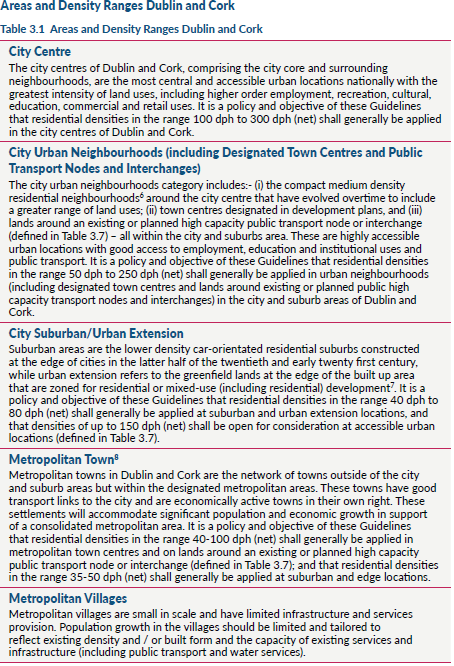 Areas and Density Ranges Dublin and Cork
Table 3.1 Areas and Density Ranges Dublin and Cork
City Centre
The city centres of Dublin and Cork, comprising the city core and surrounding
neighbourhoods, are the most central and accessible urban locations nationally with the
greatest intensity of land uses, including higher order employment, recreation, cultural,
education, commercial and retail uses. It is a policy and objective of these Guidelines
that residential densities in the range 100 dph to 300 dph (net) shall generally be applied
in the city centres of Dublin and Cork.
City Urban Neighbourhoods (including Designated Town Centres and Public
Transport Nodes and Interchanges)
The city urban neighbourhoods category includes:- (i) the compact medium density
residential neighbourhoods⁶ around the city centre that have evolved overtime to include
a greater range of land uses; (ii) town centres designated in development plans, and (iii)
lands around an existing or planned high capacity public transport node or interchange
(defined in Table 3.7) – all within the city and suburbs area. These are highly accessible
urban locations with good access to employment, education and institutional uses and
public transport. It is a policy and objective of these Guidelines that residential densities
in the range 50 dph to 250 dph (net) shall generally be applied in urban neighbourhoods
(including designated town centres and lands around existing or planned public high
capacity transport nodes and interchanges) in the city and suburb areas of Dublin and
Cork.
City Suburban/Urban Extension
Suburban areas are the lower density car-orientated residential suburbs constructed
at the edge of cities in the latter half of the twentieth and early twenty first century,
while urban extension refers to the greenfield lands at the edge of the built up area
that are zoned for residential or mixed-use (including residential) development⁷. It is a
policy and objective of these Guidelines that residential densities in the range 40 dph to
80 dph (net) shall generally be applied at suburban and urban extension locations, and
that densities of up to 150 dph (net) shall be open for consideration at accessible urban
locations (defined in Table 3.7).
Metropolitan Town⁸
Metropolitan towns in Dublin and Cork are the network of towns outside of the city
and suburb areas but within the designated metropolitan areas. These towns have good
transport links to the city and are economically active towns in their own right. These
settlements will accommodate significant population and economic growth in support
of a consolidated metropolitan area. It is a policy and objective of these Guidelines
that residential densities in the range 40-100 dph (net) shall generally be applied in
metropolitan town centres and on lands around an existing or planned high capacity
public transport node or interchange (defined in Table 3.7); and that residential densities
in the range 35-50 dph (net) shall generally be applied at suburban and edge locations.
Metropolitan Villages
Metropolitan villages are small in scale and have limited infrastructure and services
provision. Population growth in the villages should be limited and tailored to
reflect existing density and / or built form and the capacity of existing services and
infrastructure (including public transport and water services).